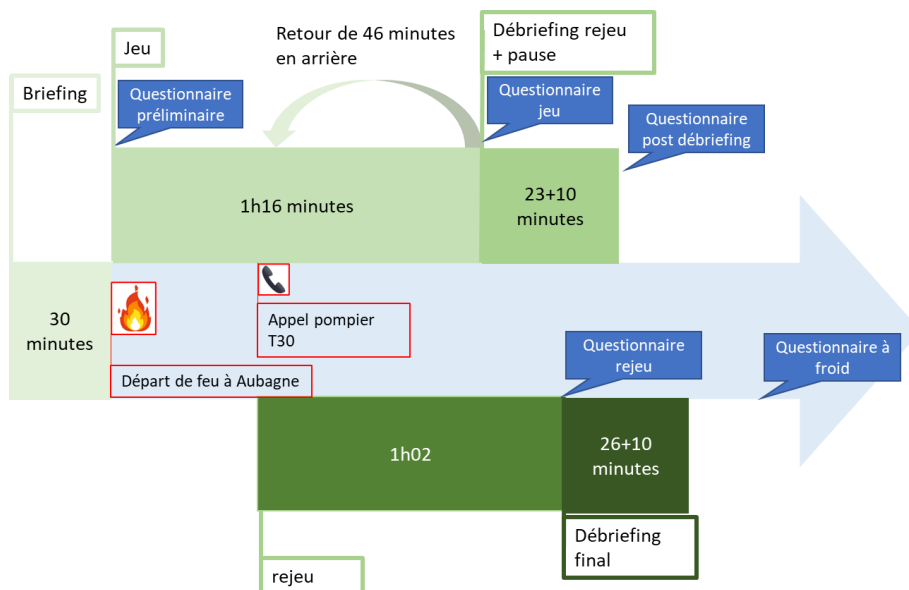 Retour de 46 minutes
en arrière
Débriefing rejeu
+ pause
Jeu
Briefing
Questionnaire
préliminaire
Questionnaire
jeu
Questionnaire
post débriefing
1h16 minutes
23+10
minutes
30
minutes
Appel pompier
T30
Départ de feu à Aubagne
Questionnaire
rejeu
Questionnaire à
froid
1h02
26+10
minutes
Débriefing
final
rejeu